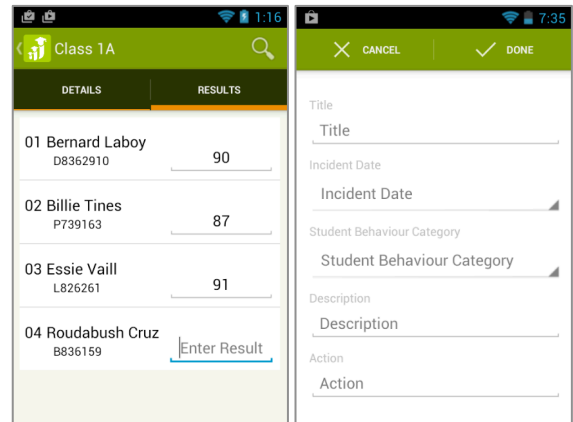 1:16
Class 1A
DETAILS RESULTS
01 Bernard Laboy
D8362910
90
02 Billie Tines
P739163
87
03 Essie Vaill
L826261
91
04 Roudabush Cruz
B836159
Enter Result
7:35
CANCEL DONE
Title
Title
Incident Date
Incident Date
Student Behaviour Category
Student Behaviour Category
Description
Description
Action
Action